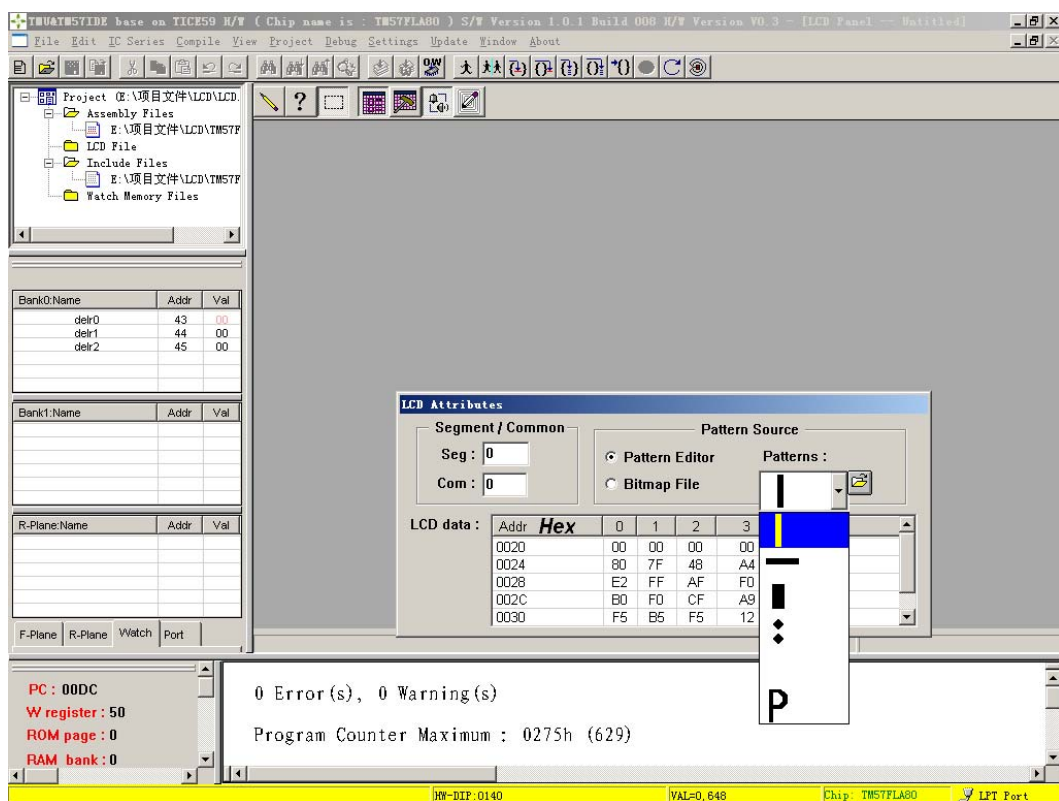 TMU&TM57IDE base on TICE59 H/W ( Chip name is : TM57FLA80 ) S/W Version 1.0.1 Build 008 H/W Version V0.3 - [LCD Panel -- Untitled]
File Edit IC Series Compile View Project Debug Settings Update Window About
Project (E:\项目文件\LCD\LCD.
Assembly Files
E:\项目文件\LCD\TM57F
LCD File
Include Files
E:\项目文件\LCD\TM57F
Watch Memory Files
Bank0:Name Addr Val
delr0 43 00
delr1 44 00
delr2 45 00
Bank1:Name Addr Val
R-Plane:Name Addr Val
F-Plane R-Plane Watch Port
LCD Attributes
Segment / Common
Seg : 0
Com : 0
Pattern Source
Pattern Editor
Bitmap File
Patterns :
P
LCD data :
Addr Hex 0 1 2 3
0020 00 00 00 00
0024 80 7F 48 A4
0028 E2 FF AF F0
002C B0 F0 CF A9
0030 F5 B5 F5 12
PC : 00DC
W register : 50
ROM page : 0
RAM bank : 0
0 Error(s), 0 Warning(s)
Program Counter Maximum : 0275h (629)
HW-DIP:0140 VAL=0, 648 Chip: TM57FLA80 LPT Port